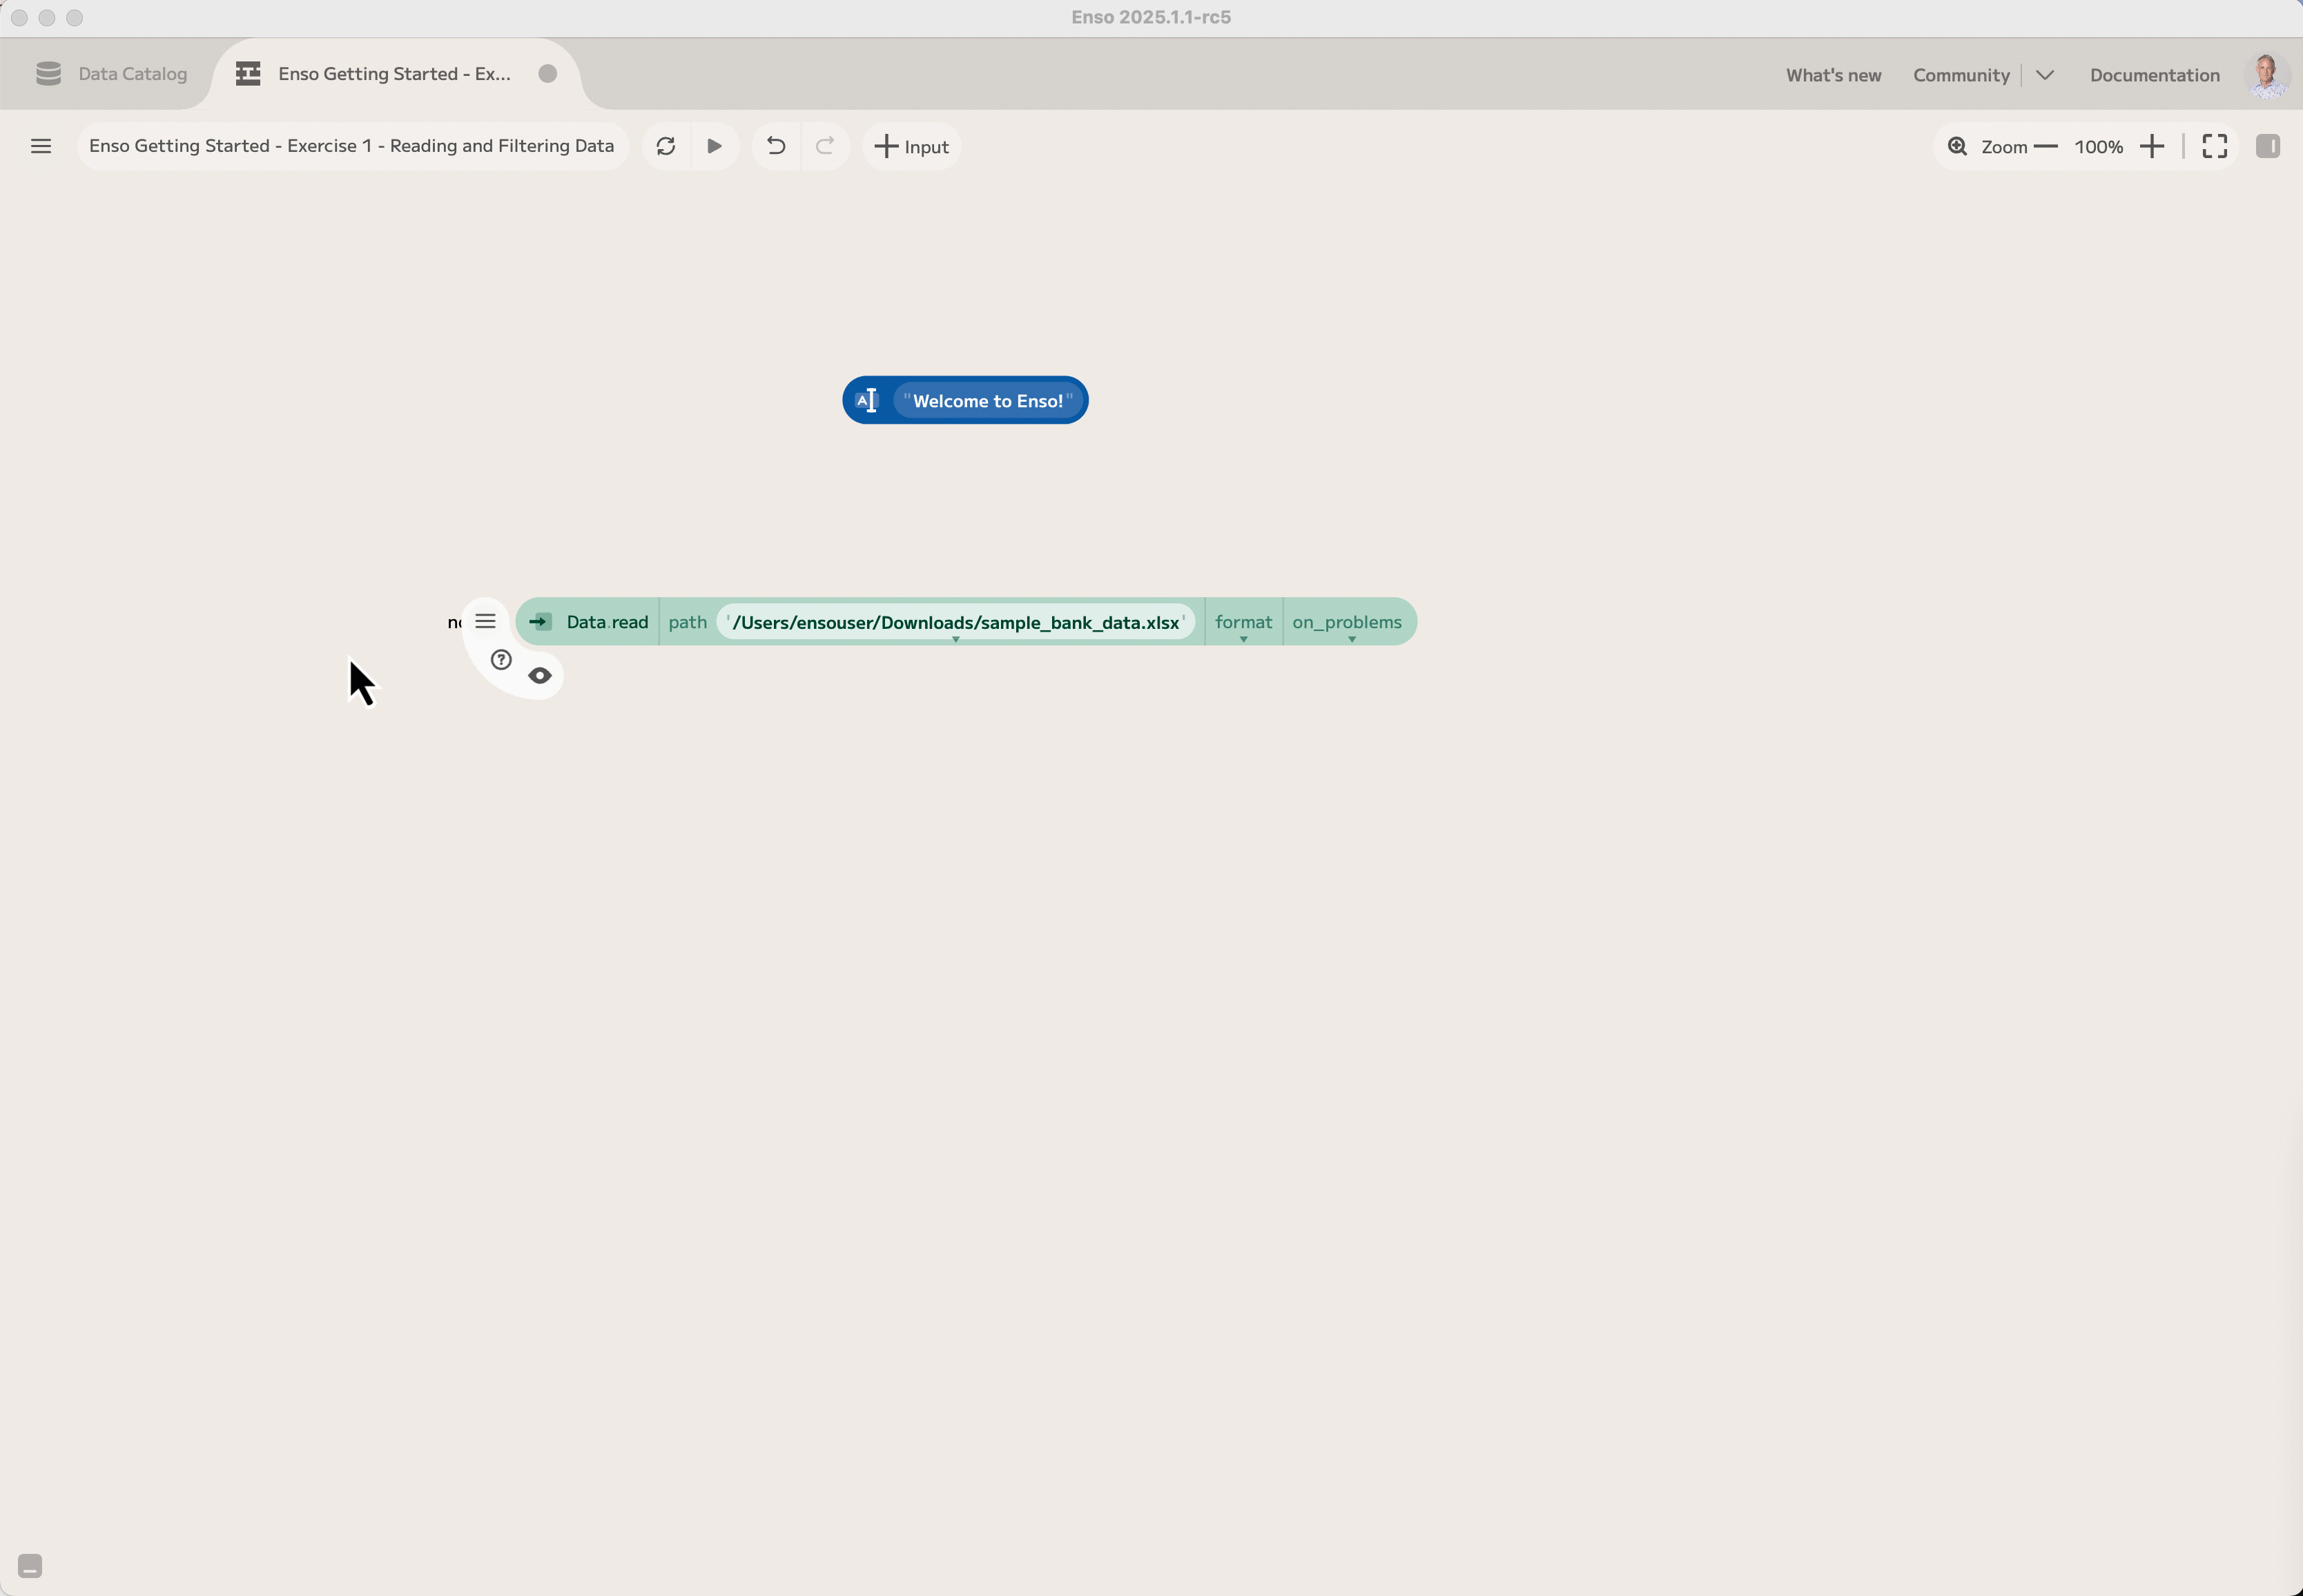 Enso 2025.1.1-rc5
Data Catalog
Enso Getting Started - Ex...
What's new
Community
Documentation
Enso Getting Started - Exercise 1 - Reading and Filtering Data
Input
Zoom
100%
"Welcome to Enso!"
Data.read path '/Users/ensouser/Downloads/sample_bank_data.xlsx' format on_problems